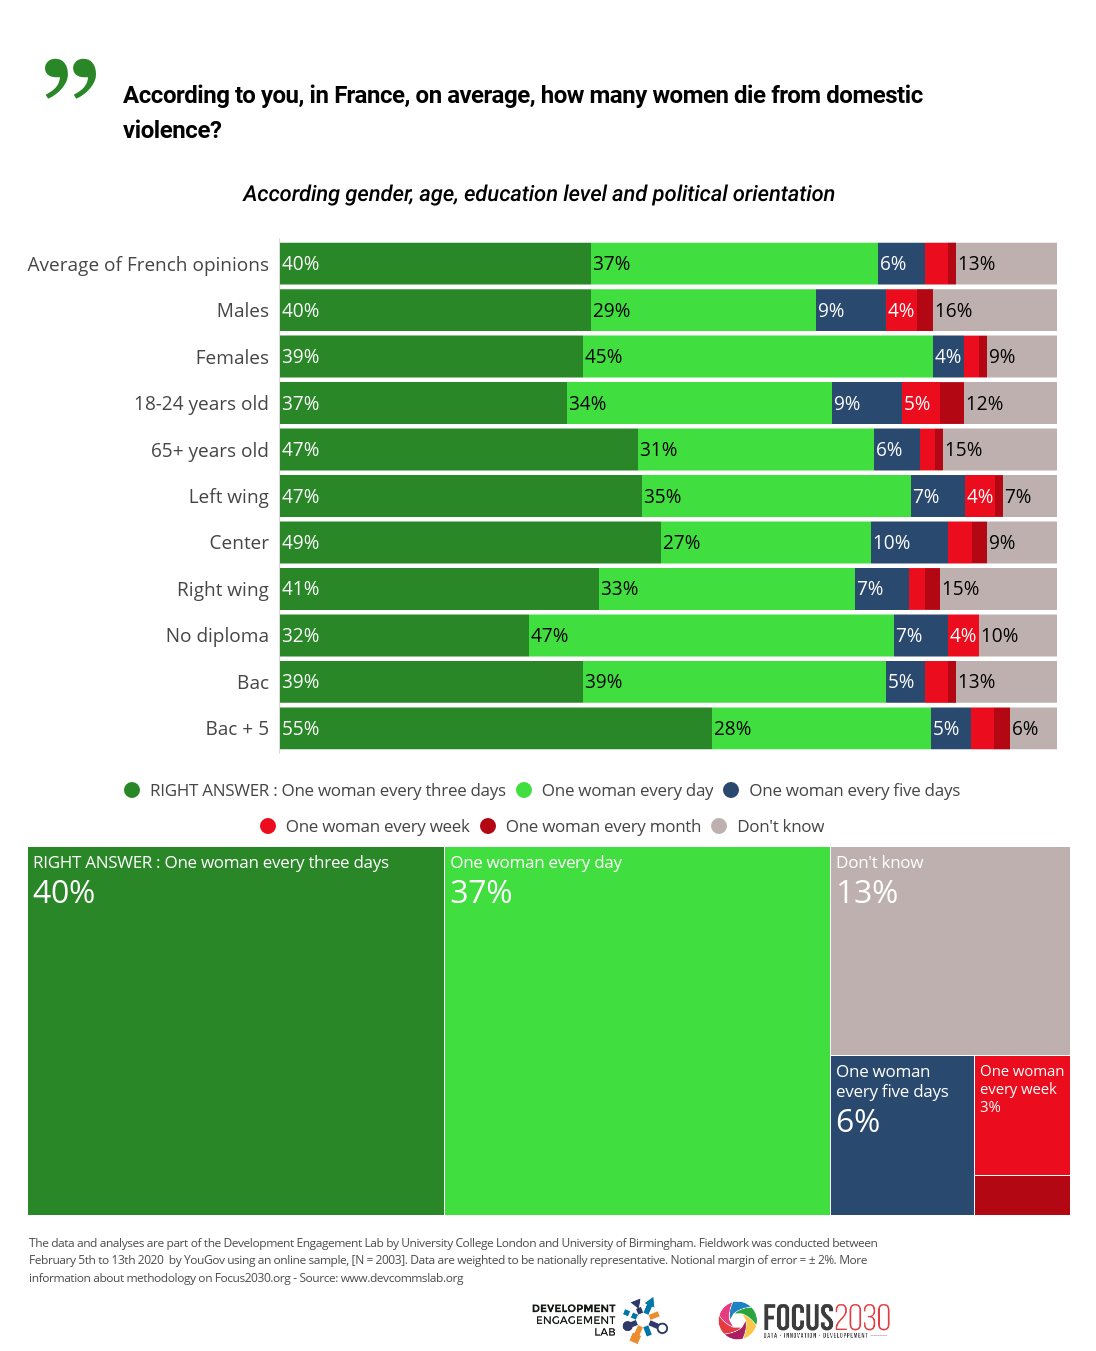 ”
According to you, in France, on average, how many women die from domestic
violence?
According gender, age, education level and political orientation
Average of French opinions 40% 37% 6% 13%
Males 40% 29% 9% 4% 16%
Females 39% 45% 4% 9%
18-24 years old 37% 34% 9% 5% 12%
65+ years old 47% 31% 6% 15%
Left wing 47% 35% 7% 4% 7%
Center 49% 27% 10% 9%
Right wing 41% 33% 7% 15%
No diploma 32% 47% 7% 4% 10%
Bac 39% 39% 5% 13%
Bac + 5 55% 28% 5% 6%
RIGHT ANSWER : One woman every three days One woman every day One woman every five days
One woman every week One woman every month Don't know
RIGHT ANSWER : One woman every three days
40%
One woman every day
37%
Don't know
13%
One woman
every five days
6%
One woman
every week
3%
The data and analyses are part of the Development Engagement Lab by University College London and University of Birmingham. Fieldwork was conducted between
February 5th to 13th 2020 by YouGov using an online sample, [N = 2003]. Data are weighted to be nationally representative. Notional margin of error = ± 2%. More
information about methodology on Focus2030.org - Source: www.devcommslab.org
DEVELOPMENT
ENGAGEMENT
LAB
FOCUS2030
DATA · INNOVATION · DÉVELOPPEMENT